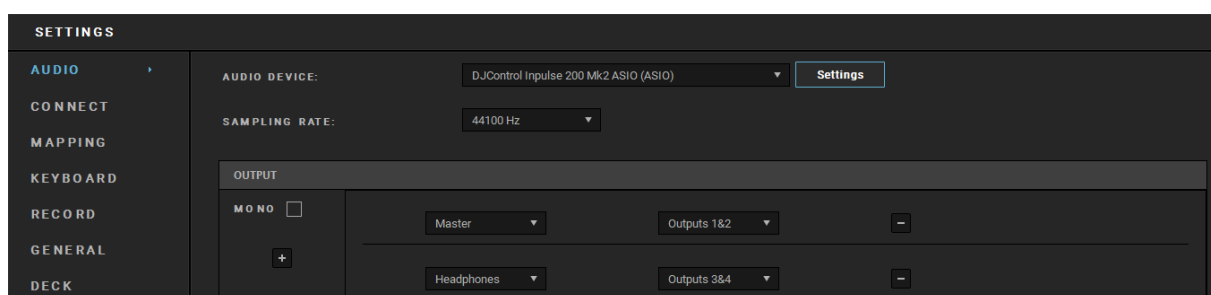 SETTINGS
AUDIO
AUDIO DEVICE: DJControl Inpulse 200 Mk2 ASIO (ASIO) Settings
CONNECT
SAMPLING RATE: 44100 Hz
MAPPING
KEYBOARD
OUTPUT
RECORD
MONO Master Outputs 1&2 −
GENERAL
+
DECK
Headphones Outputs 3&4 −